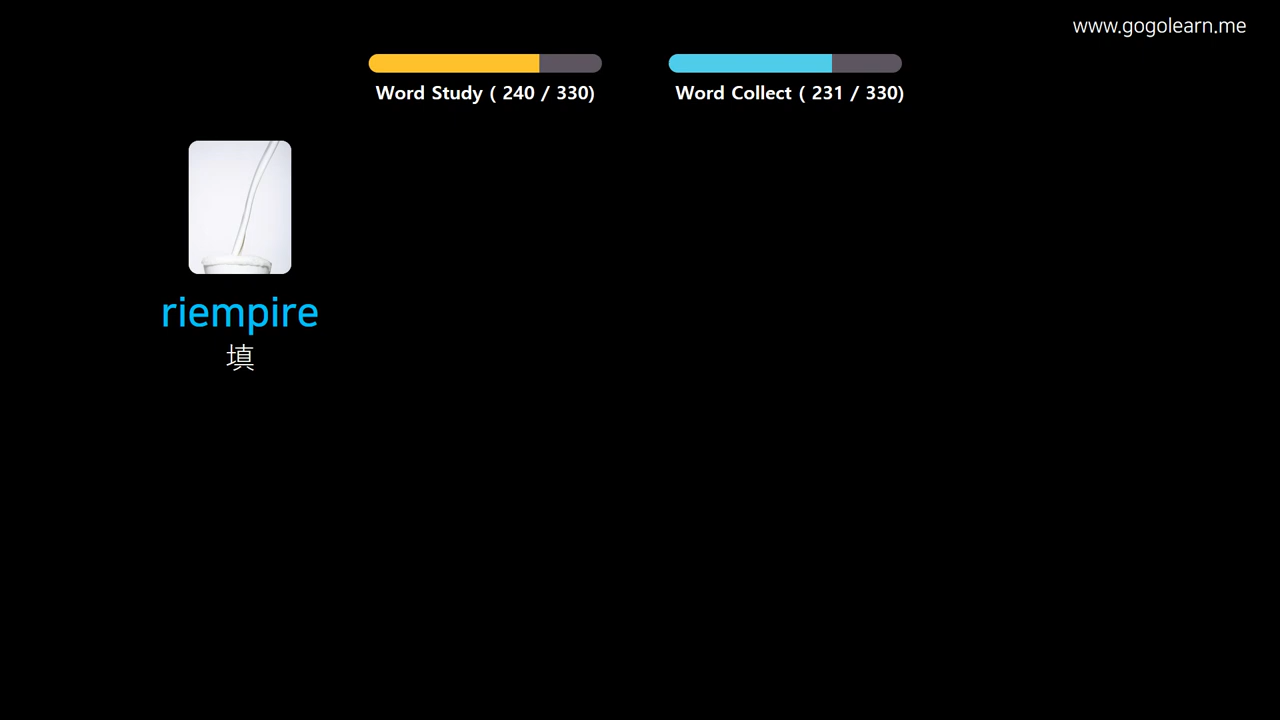 www.gogolearn.me
Word Study ( 240 / 330)
Word Collect ( 231 / 330)
riempire
填